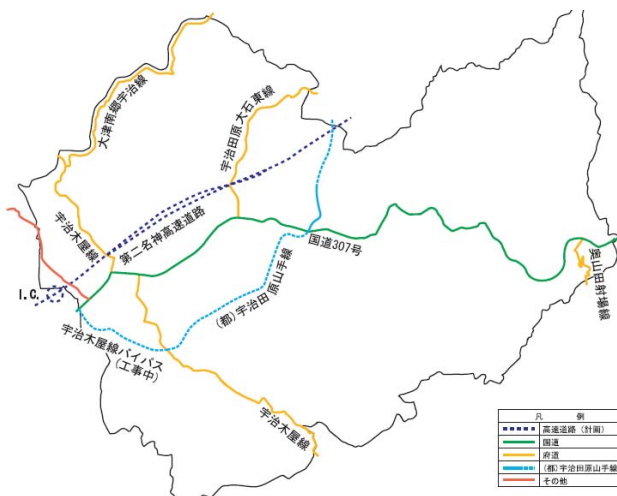 大津南郷宇治線
宇治田原大石東線
宇治木屋線
第二名神高速道路
国道307号
I.C.
(都)宇治田原山手線
奥山田射場線
宇治木屋線バイパス
(工事中)
宇治木屋線
凡 例
高速道路(計画)
国道
府道
(都)宇治田原山手線
その他